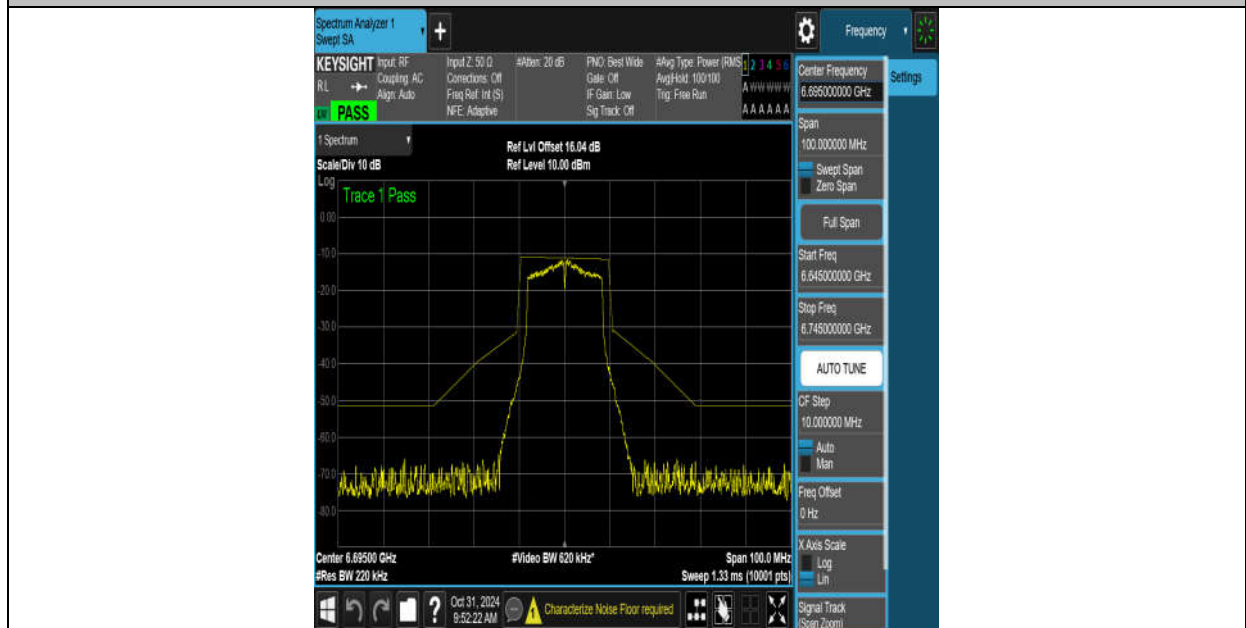 Spectrum Analyzer 1
Swept SA
Frequency
KEYSIGHT
RL
PASS
Input: RF
Coupling: AC
Align: Auto
Input Z: 50 Ω
Corrections: Off
Freq Ref: Int (S)
NFE: Adaptive
#Atten: 20 dB
PNO: Best Wide
Gate: Off
IF Gain: Low
Sig Track: Off
#Avg Type: Power (RMS
Avg|Hold: 100/100
Trig: Free Run
1 2 3 4 5 6
A W W W W W
A A A A A A
1 Spectrum
Scale/Div 10 dB
Ref Lvl Offset 16.04 dB
Ref Level 10.00 dBm
Log
Trace 1 Pass
0.00
-10.0
-20.0
-30.0
-40.0
-50.0
-60.0
-70.0
-80.0
Center 6.69500 GHz
#Res BW 220 kHz
#Video BW 620 kHz*
Span 100.0 MHz
Sweep 1.33 ms (10001 pts)
Oct 31, 2024
9:52:22 AM
Characterize Noise Floor required
Center Frequency
6.695000000 GHz
Settings
Span
100.000000 MHz
Swept Span
Zero Span
Full Span
Start Freq
6.645000000 GHz
Stop Freq
6.745000000 GHz
AUTO TUNE
CF Step
10.000000 MHz
Auto
Man
Freq Offset
0 Hz
X Axis Scale
Log
Lin
Signal Track
(Span Zoom)